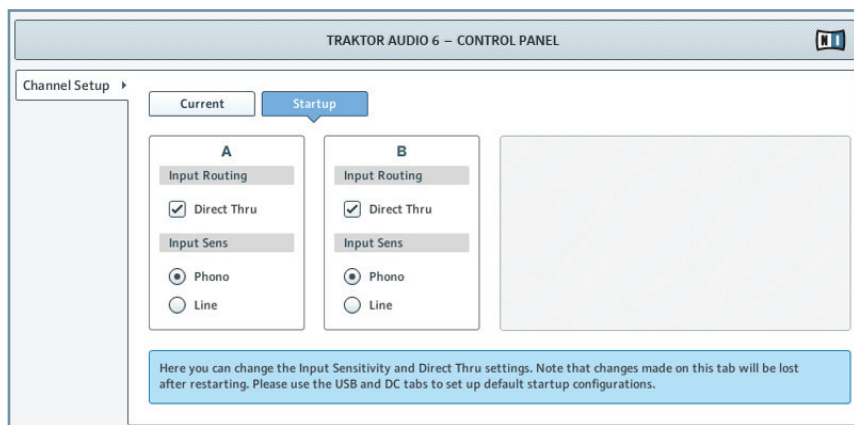 TRAKTOR AUDIO 6 – CONTROL PANEL
NI
Channel Setup
Current
Startup
A
Input Routing
Direct Thru
Input Sens
Phono
Line
B
Input Routing
Direct Thru
Input Sens
Phono
Line
Here you can change the Input Sensitivity and Direct Thru settings. Note that changes made on this tab will be lost
after restarting. Please use the USB and DC tabs to set up default startup configurations.